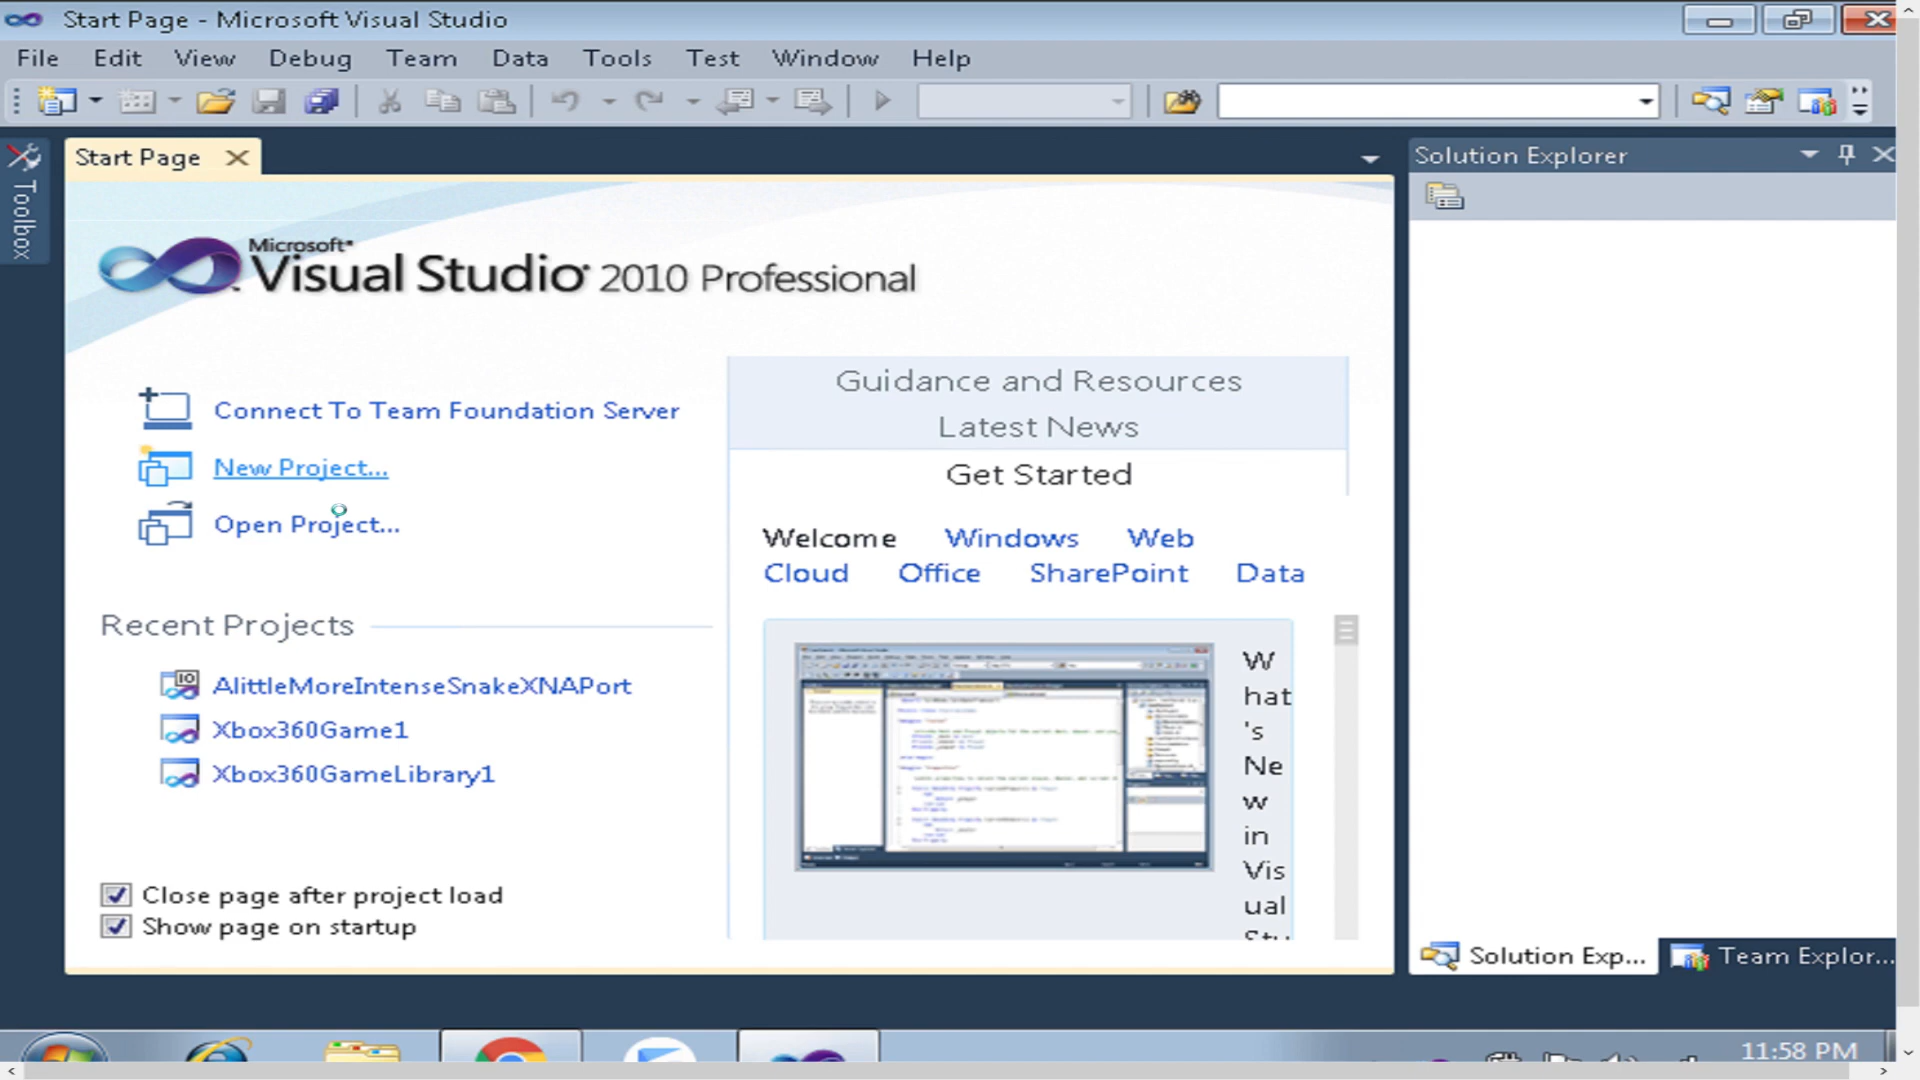 Start Page - Microsoft Visual Studio
File Edit View Debug Team Data Tools Test Window Help
Toolbox
Start Page
Solution Explorer
Microsoft
Visual Studio 2010 Professional
Connect To Team Foundation Server
New Project...
Open Project...
Recent Projects
AlittleMoreIntenseSnakeXNAPort
Xbox360Game1
Xbox360GameLibrary1
Close page after project load
Show page on startup
Guidance and Resources
Latest News
Get Started
Welcome Windows Web
Cloud Office SharePoint Data
W
hat
's
Ne
w
in
Vis
ual
Stu
Solution Exp...
Team Explor...
11:58 PM